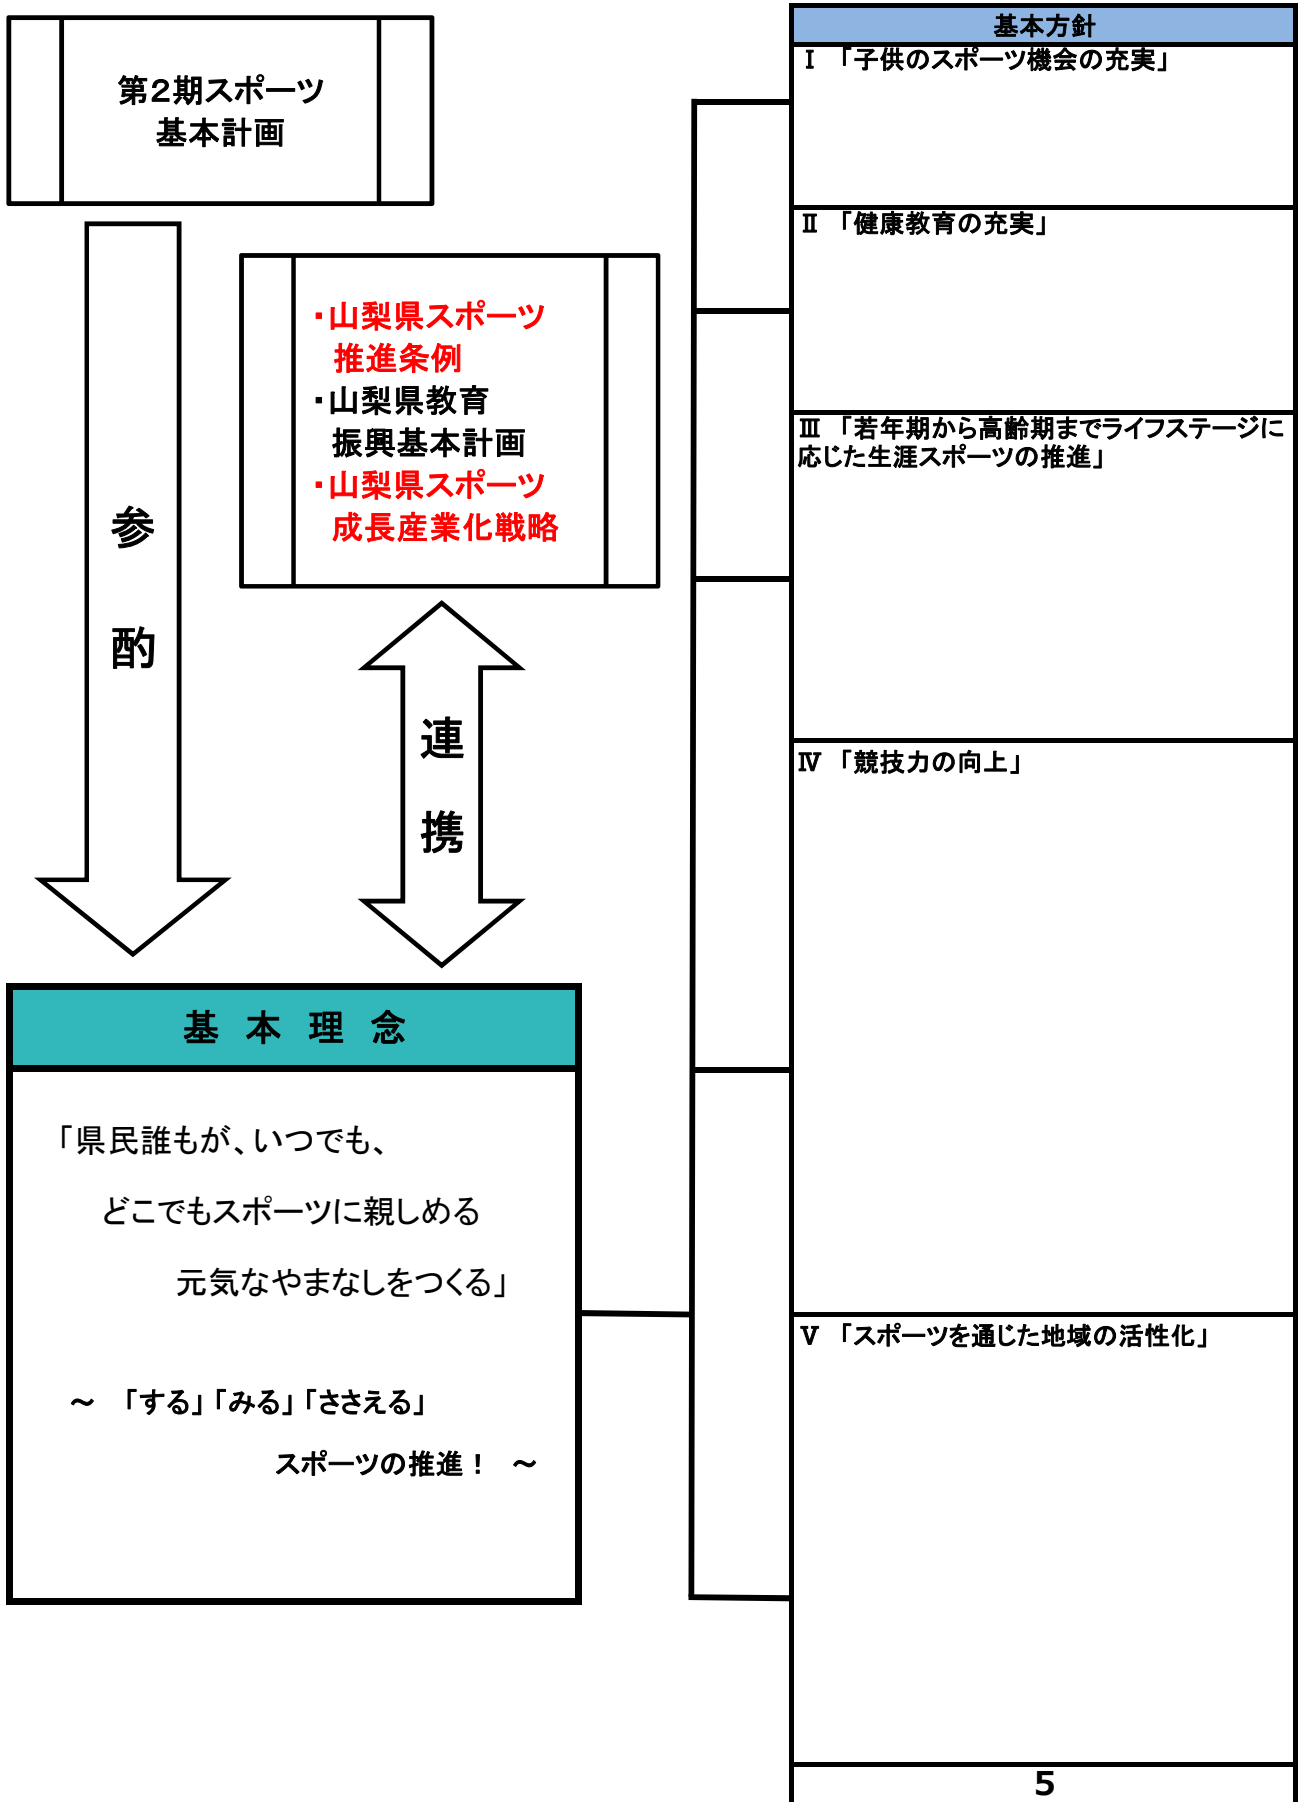 第２期スポーツ
基本計画
参
酌
・山梨県スポーツ
推進条例
・山梨県教育
振興基本計画
・山梨県スポーツ
成長産業化戦略
連
携
基本理念
「県民誰もが、いつでも、
どこでもスポーツに親しめる
元気なやまなしをつくる」
～ 「する」「みる」「ささえる」
スポーツの推進！ ～
基本方針
Ⅰ 「子供のスポーツ機会の充実」
Ⅱ 「健康教育の充実」
Ⅲ 「若年期から高齢期までライフステージに
応じた生涯スポーツの推進」
Ⅳ 「競技力の向上」
Ⅴ 「スポーツを通じた地域の活性化」
5